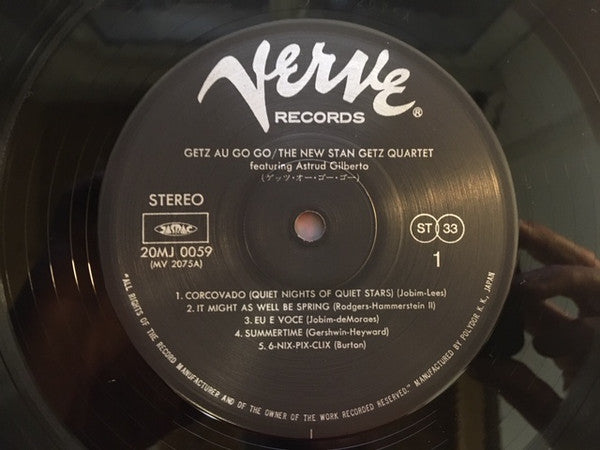 Verve®
RECORDS
GETZ AU GO GO/THE NEW STAN GETZ QUARTET
featuring Astrud Gilberto
(ゲッツ・オー・ゴー・ゴー)
STEREO
JASRAC
20MJ 0059
(MV 2075A)
ST 33
1
1. CORCOVADO (QUIET NIGHTS OF QUIET STARS) (Jobim-Lees)
2. IT MIGHT AS WELL BE SPRING (Rodgers-Hammerstein II)
3. EU E VOCE (Jobim-deMoraes)
4. SUMMERTIME (Gershwin-Heyward)
5. 6-NIX-PIX-CLIX (Burton)
"ALL RIGHTS OF THE RECORD MANUFACTURER AND OF THE OWNER OF THE WORK RECORDED RESERVED." MANUFACTURED BY POLYDOR K.K., JAPAN